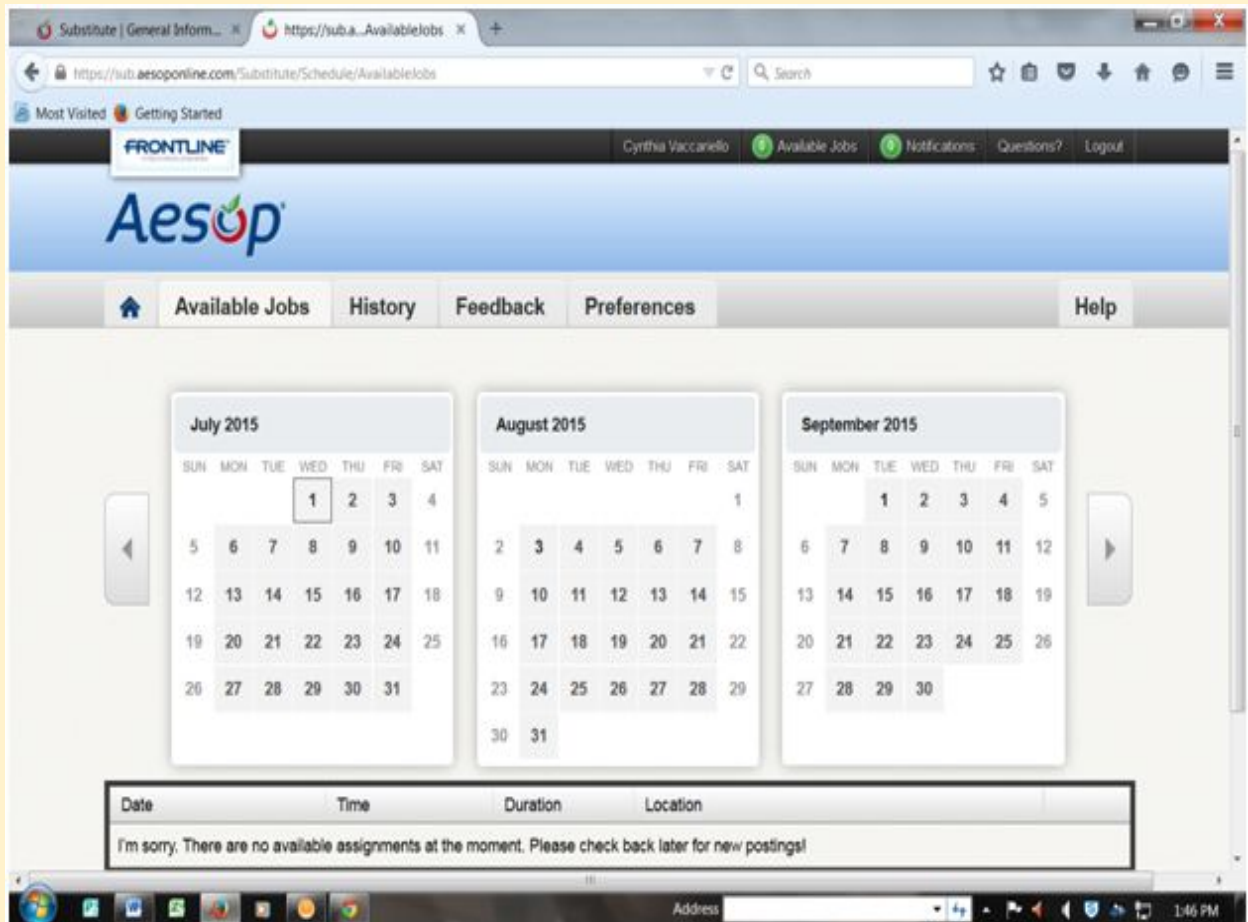 Substitute | General Inform... × https://sub.a...AvailableJobs × +
https://sub.aesoponline.com/Substitute/Schedule/AvailableJobs Search
Most Visited Getting Started
FRONTLINE Cynthia Vaccariello 0 Available Jobs 0 Notifications Questions? Logout
Aesop
Available Jobs History Feedback Preferences Help
July 2015
SUN MON TUE WED THU FRI SAT
1 2 3 4
5 6 7 8 9 10 11
12 13 14 15 16 17 18
19 20 21 22 23 24 25
26 27 28 29 30 31
August 2015
SUN MON TUE WED THU FRI SAT
1
2 3 4 5 6 7 8
9 10 11 12 13 14 15
16 17 18 19 20 21 22
23 24 25 26 27 28 29
30 31
September 2015
SUN MON TUE WED THU FRI SAT
1 2 3 4 5
6 7 8 9 10 11 12
13 14 15 16 17 18 19
20 21 22 23 24 25 26
27 28 29 30
Date Time Duration Location
I'm sorry. There are no available assignments at the moment. Please check back later for new postings!
Address 1:46 PM